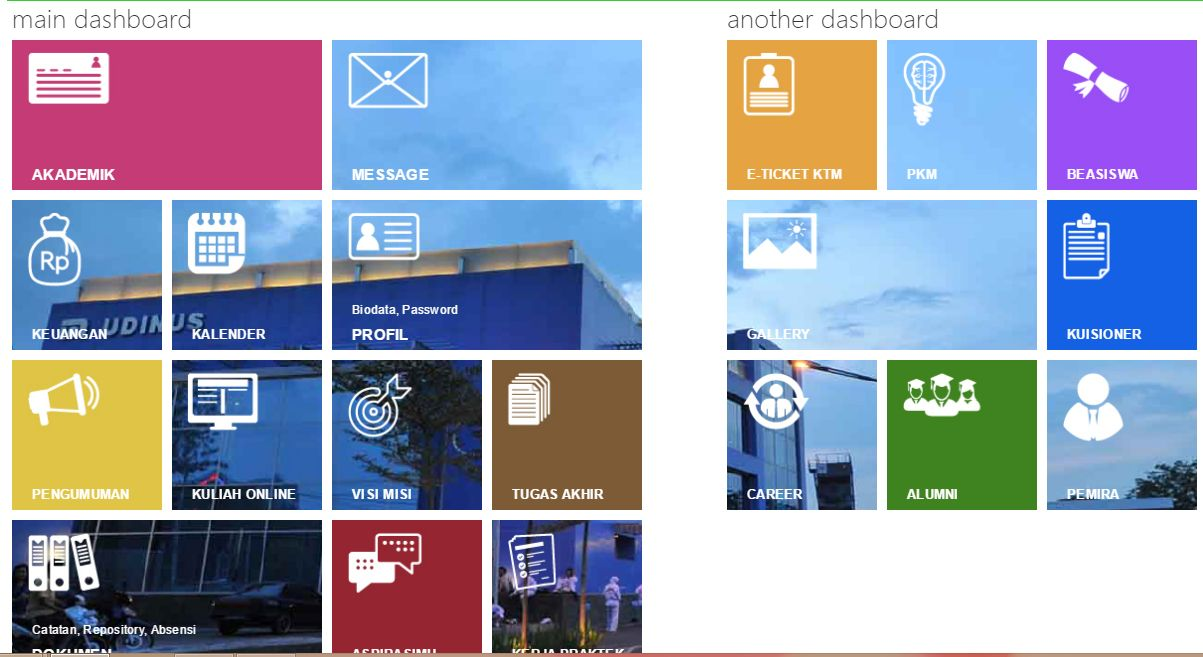 main dashboard
another dashboard
AKADEMIK
MESSAGE
E-TICKET KTM
PKM
BEASISWA
Rp
UDINUS
KEUANGAN
KALENDER
Biodata, Password
PROFIL
GALLERY
KUISIONER
PENGUMUMAN
KULIAH ONLINE
VISI MISI
TUGAS AKHIR
CAREER
ALUMNI
PEMIRA
Catatan, Repository, Absensi
DOKUMEN
ASPIRASIMU
KERJA PRAKTEK